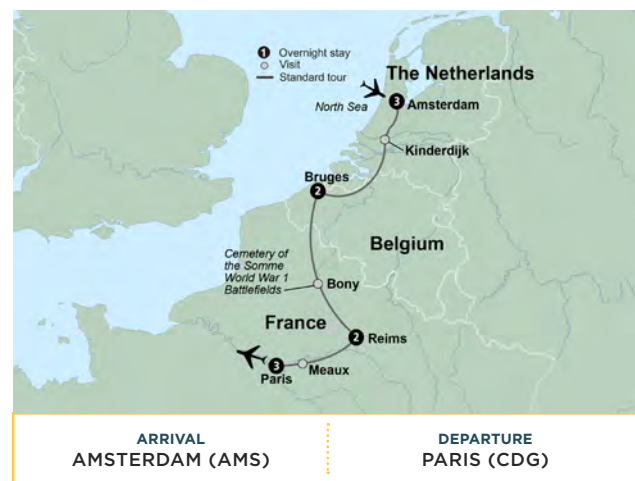 1 Overnight stay
Visit
Standard tour
The Netherlands
North Sea
3 Amsterdam
Kinderdijk
Bruges
2
Belgium
Cemetery of
the Somme
World War 1
Battlefields
Bony
France
2 Reims
3
Paris
Meaux
ARRIVAL
AMSTERDAM (AMS)
DEPARTURE
PARIS (CDG)